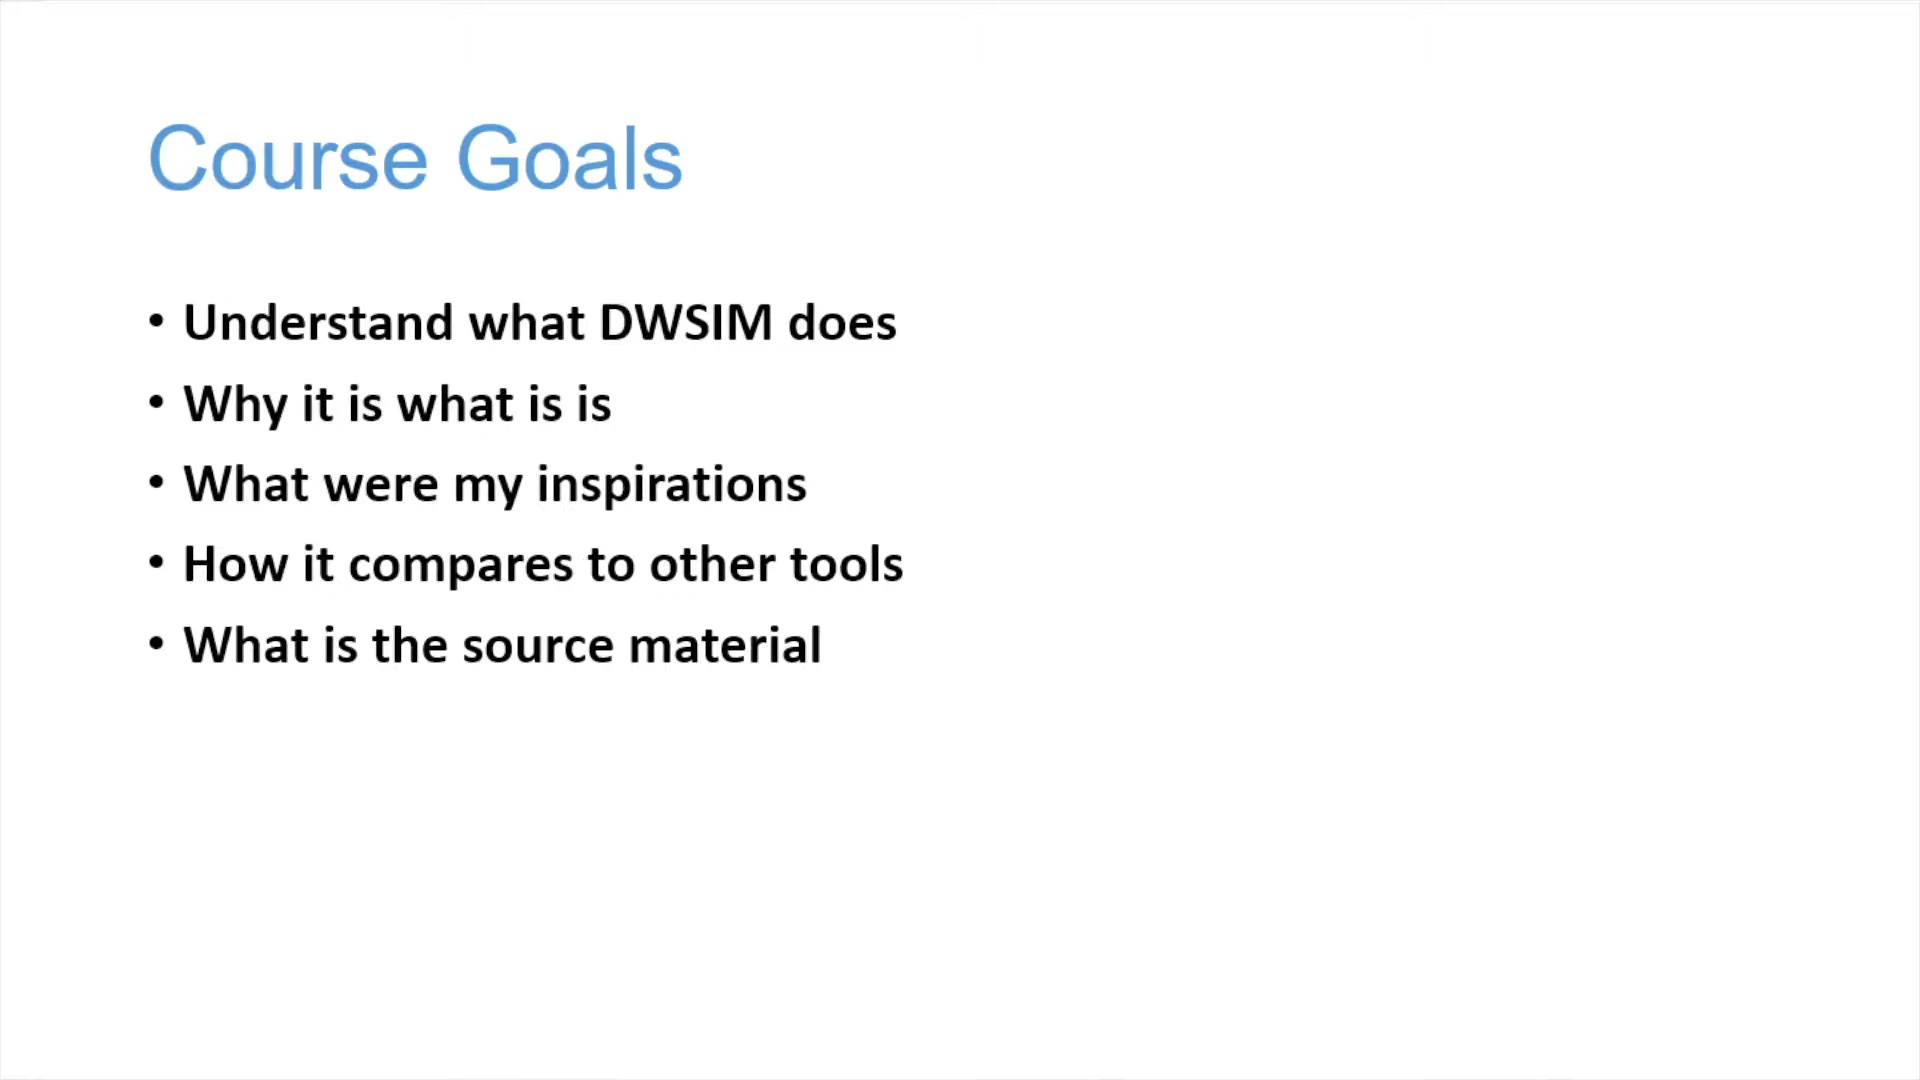 Course Goals
• Understand what DWSIM does
• Why it is what is is
• What were my inspirations
• How it compares to other tools
• What is the source material